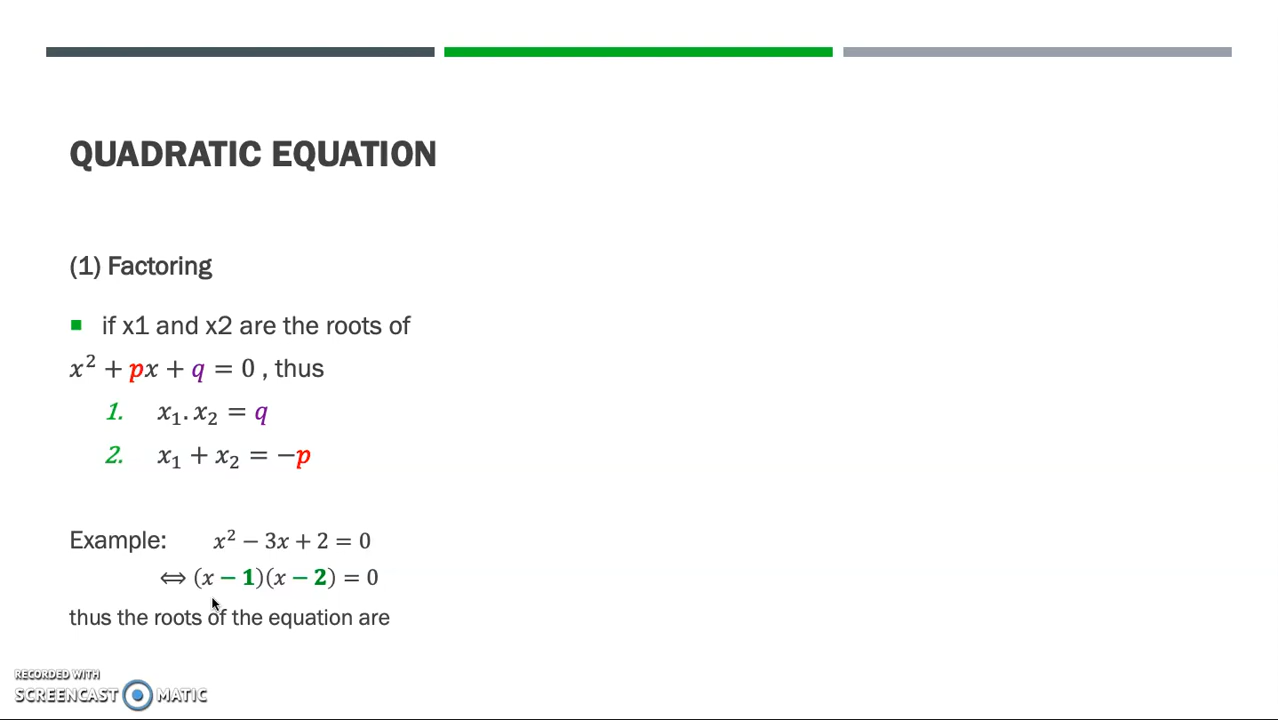 QUADRATIC EQUATION
(1) Factoring
if x1 and x2 are the roots of
x² + px + q = 0 , thus
1. x₁. x₂ = q
2. x₁ + x₂ = −p
Example: x² − 3x + 2 = 0
⇔ (x − 1)(x − 2) = 0
thus the roots of the equation are
RECORDED WITH
SCREENCAST MATIC